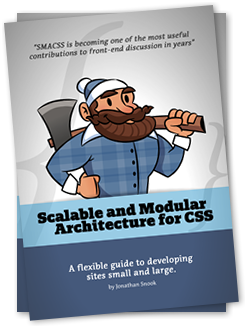 "SMACSS is becoming one of the most useful
contributions to front-end discussion in years"
Scalable and Modular
Architecture for CSS
A flexible guide to developing
sites small and large.
by Jonathan Snook